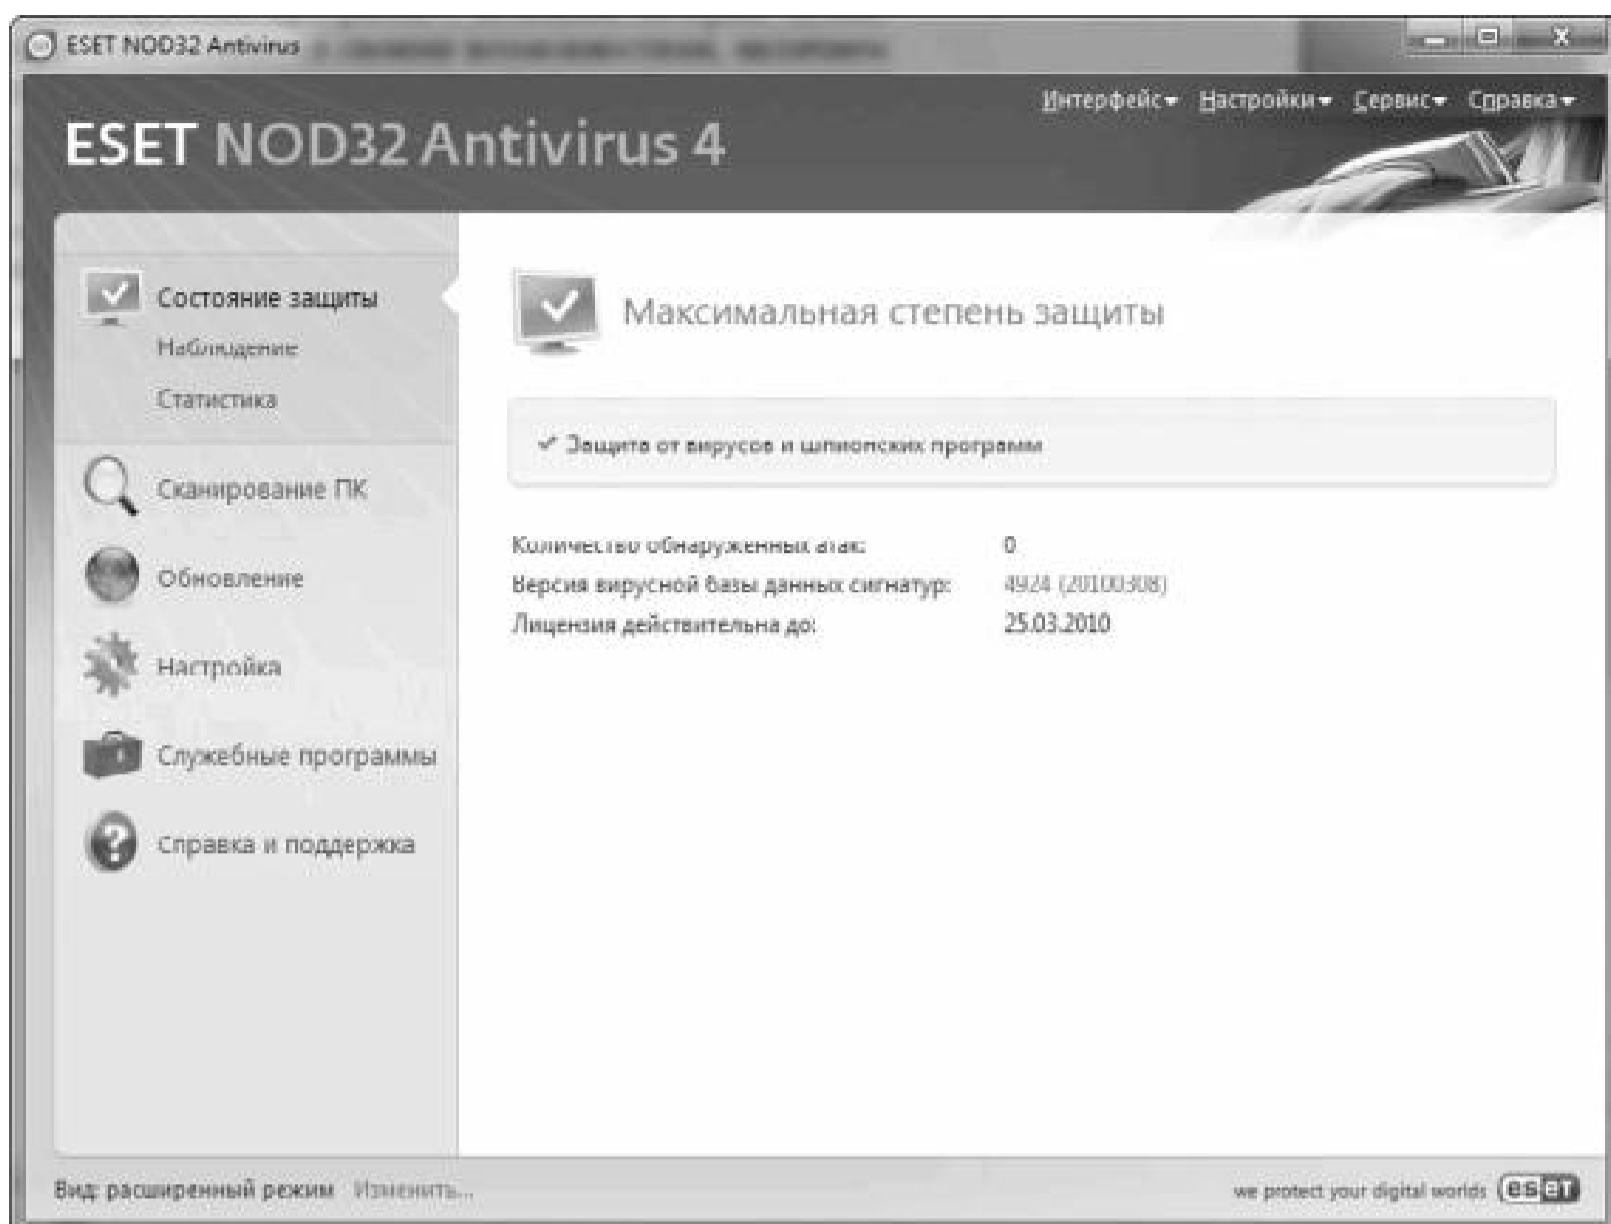 ESET NOD32 Antivirus
Интерфейс Настройки Сервис Справка
ESET NOD32 Antivirus 4
Состояние защиты
Наблюдение
Статистика
Сканирование ПК
Обновление
Настройка
Служебные программы
Справка и поддержка
Максимальная степень защиты
Защита от вирусов и шпионских программ
Количество обнаруженных атак: 0
Версия вирусной базы данных сигнатур: 4924 (20100308)
Лицензия действительна до: 25.03.2010
Вид: расширенный режим Изменить...
we protect your digital worlds eseT